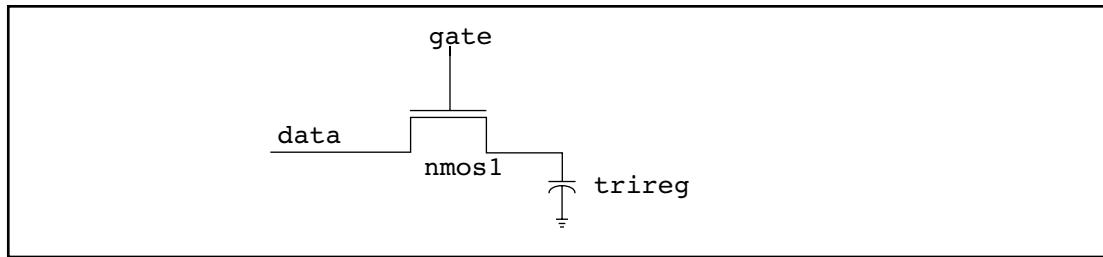 gate
data
nmos1
trireg